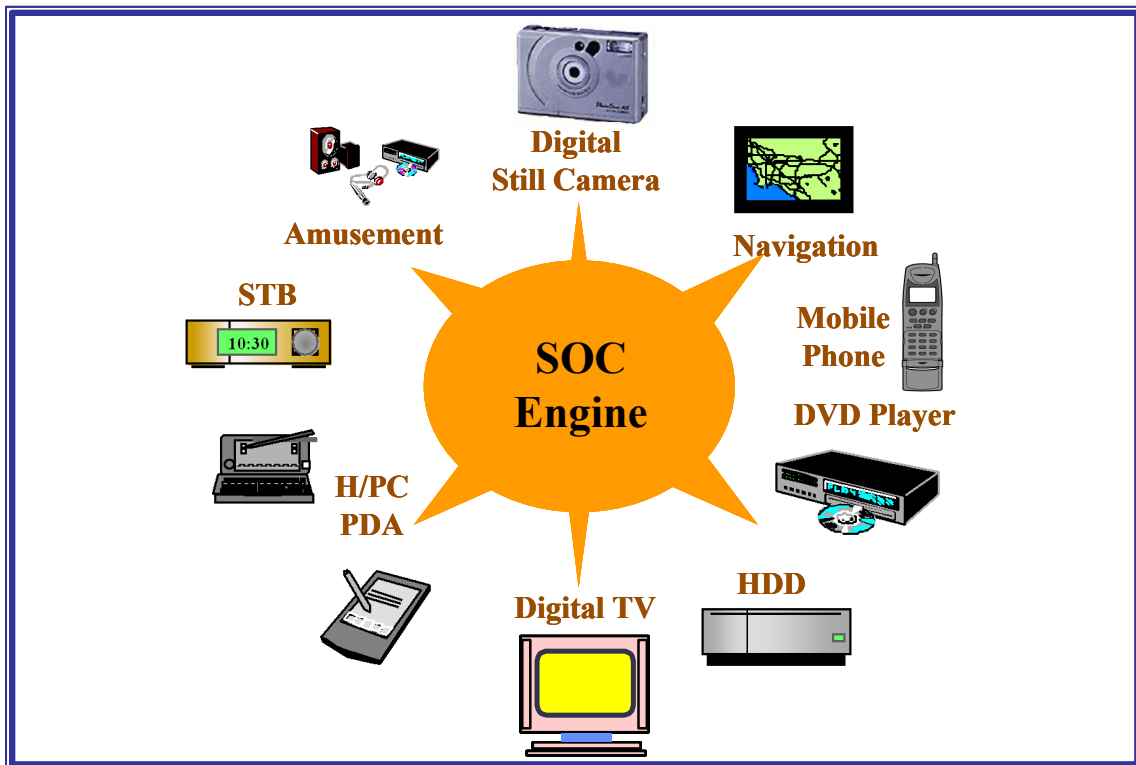 Digital
Still Camera
Amusement
Navigation
STB
10:30
Mobile
Phone
SOC
Engine
DVD Player
H/PC
PDA
HDD
Digital TV